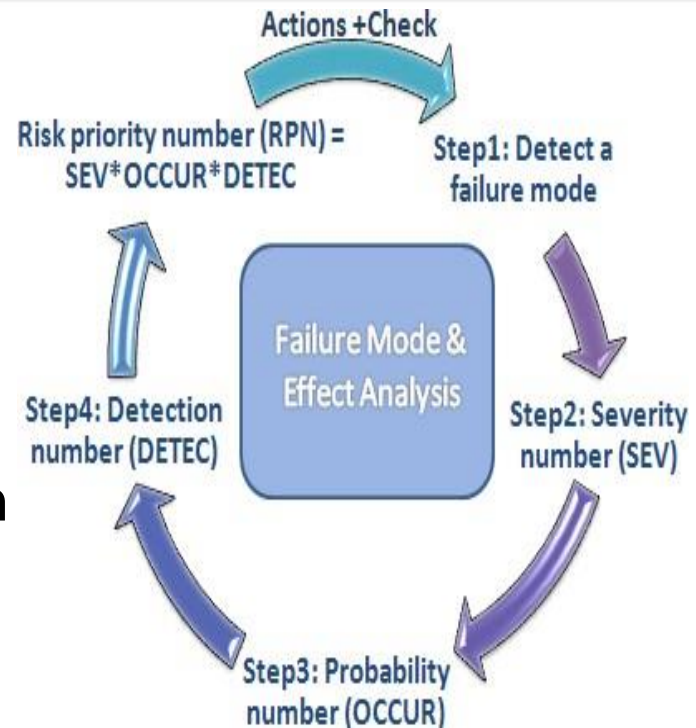 Actions +Check
Risk priority number (RPN) =
SEV*OCCUR*DETEC
Step1: Detect a
failure mode
Failure Mode &
Effect Analysis
Step2: Severity
number (SEV)
Step4: Detection
number (DETEC)
n
Step3: Probability
number (OCCUR)